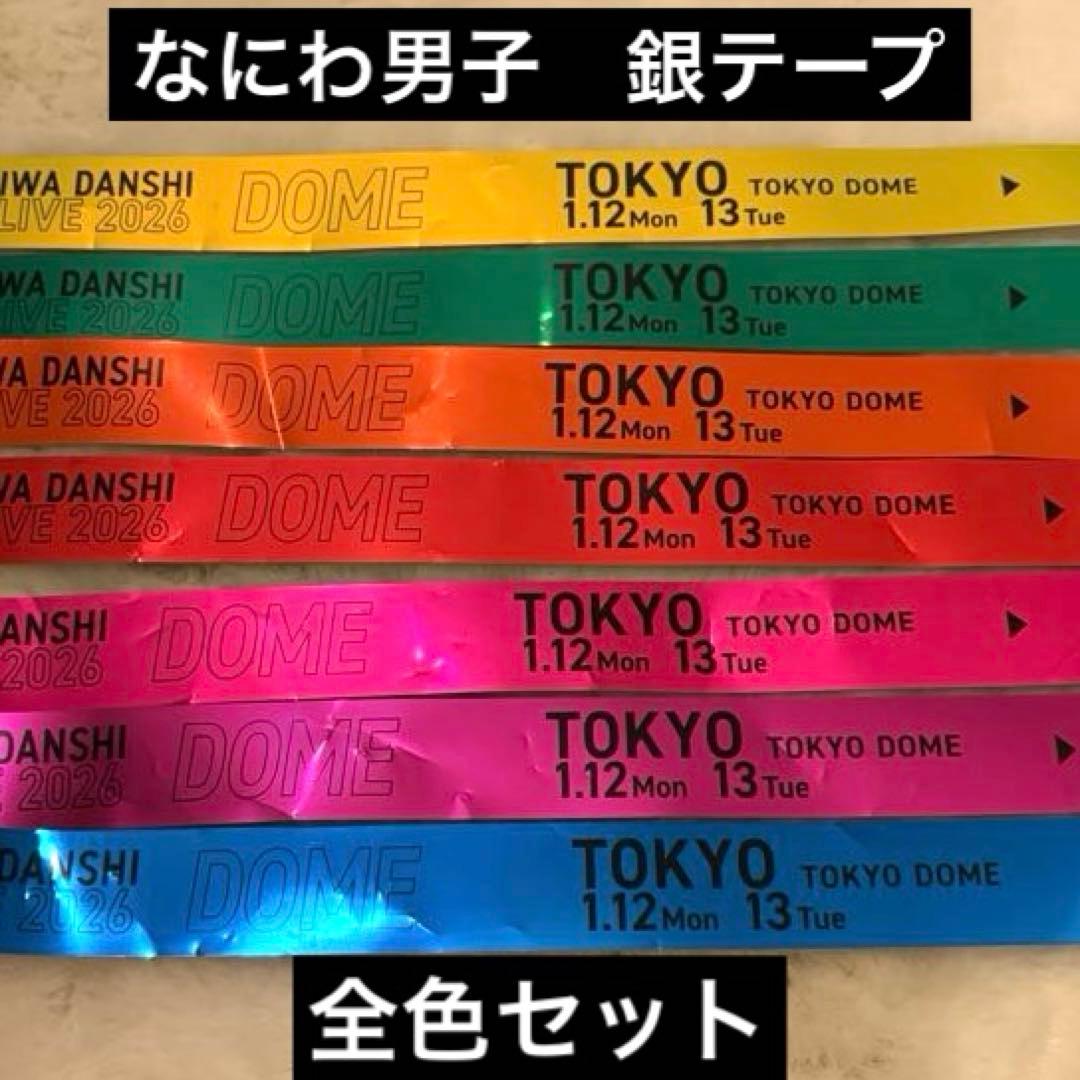 なにわ男子　銀テープ
IWA DANSHI
LIVE 2026
DOME
TOKYO TOKYO DOME
1.12Mon 13Tue
WA DANSHI
LIVE 2026
DOME
TOKYO TOKYO DOME
1.12Mon 13Tue
WA DANSHI
VE 2026
DOME
TOKYO TOKYO DOME
1.12Mon 13Tue
WA DANSHI
VE 2026
DOME
TOKYO TOKYO DOME
1.12Mon 13Tue
ANSHI
2026
DOME
TOKYO TOKYO DOME
1.12Mon 13Tue
DANSHI
E 2026
DOME
TOKYO TOKYO DOME
1.12Mon 13Tue
DANSHI
2026
DOME
TOKYO TOKYO DOME
1.12Mon 13Tue
全色セット